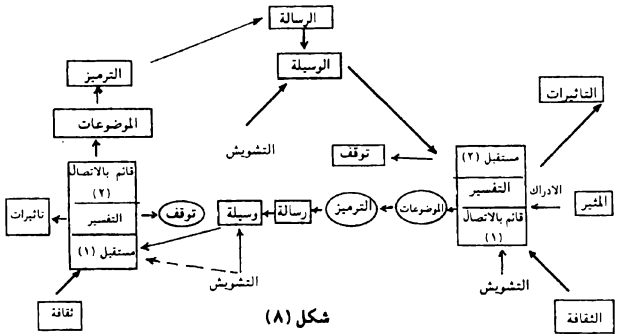 الرسالة
الوسيلة
الترميز
الموضوعات
التأثيرات
التشويش
توقف
قائم بالاتصال
(٢)
التفسير
مستقبل (١)
تاثيرات
توقف
وسيلة
رسالة
الترميز
الموضوعات
مستقبل (٢)
التفسير
قائم بالاتصال
(١)
الادراك
المثير
التشويش
التشويش
ثقافة
الثقافة
شكل (٨)